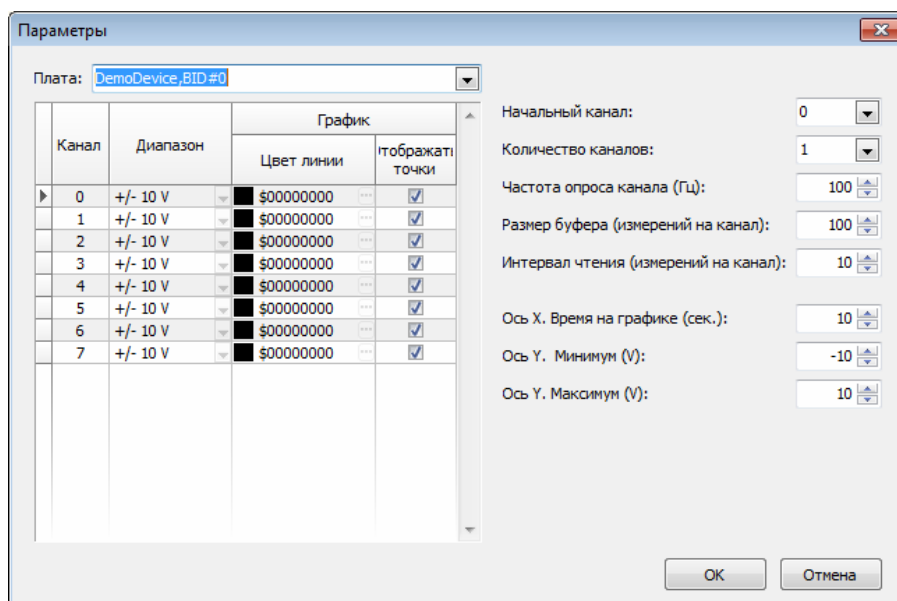 Параметры
Плата: DemoDevice,BID#0
График
Канал Диапазон Цвет линии тображаті точки
0 +/- 10 V $00000000 ...
1 +/- 10 V $00000000 ...
2 +/- 10 V $00000000 ...
3 +/- 10 V $00000000 ...
4 +/- 10 V $00000000 ...
5 +/- 10 V $00000000 ...
6 +/- 10 V $00000000 ...
7 +/- 10 V $00000000 ...
Начальный канал: 0
Количество каналов: 1
Частота опроса канала (Гц): 100
Размер буфера (измерений на канал): 100
Интервал чтения (измерений на канал): 10
Ось X. Время на графике (сек.): 10
Ось Y. Минимум (V): -10
Ось Y. Максимум (V): 10
OK Отмена